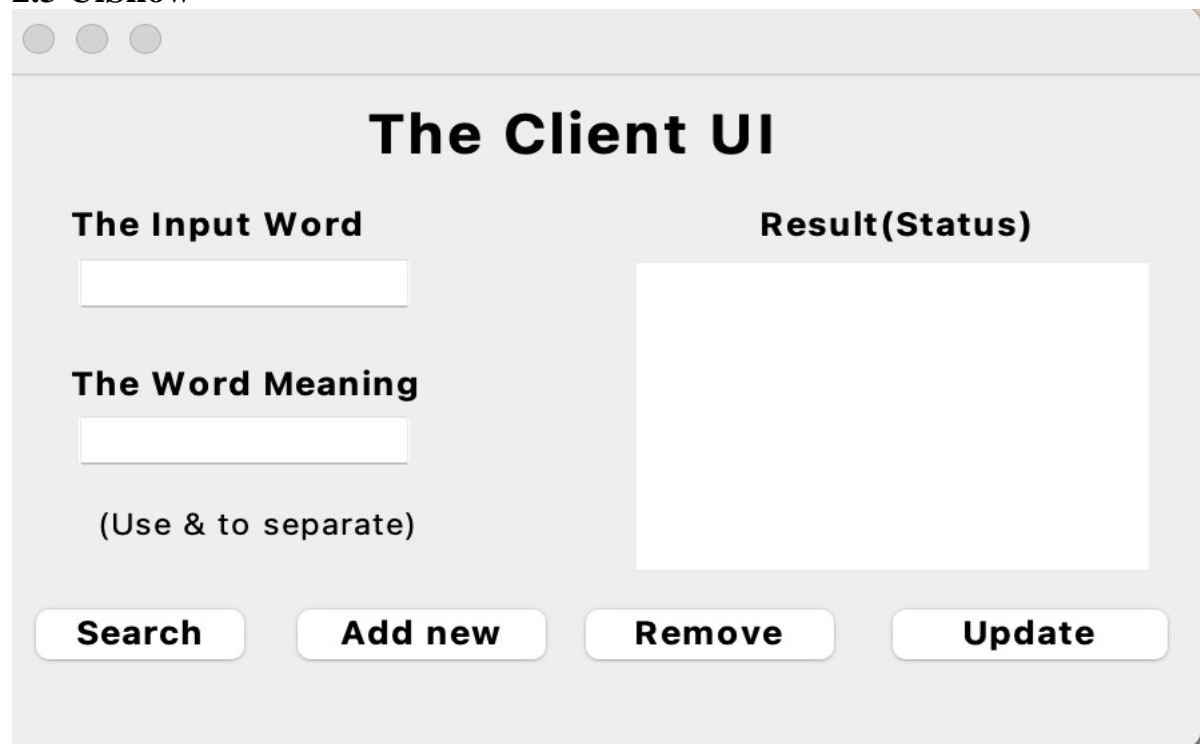 The Client UI
The Input Word
Result(Status)
The Word Meaning
(Use & to separate)
Search
Add new
Remove
Update